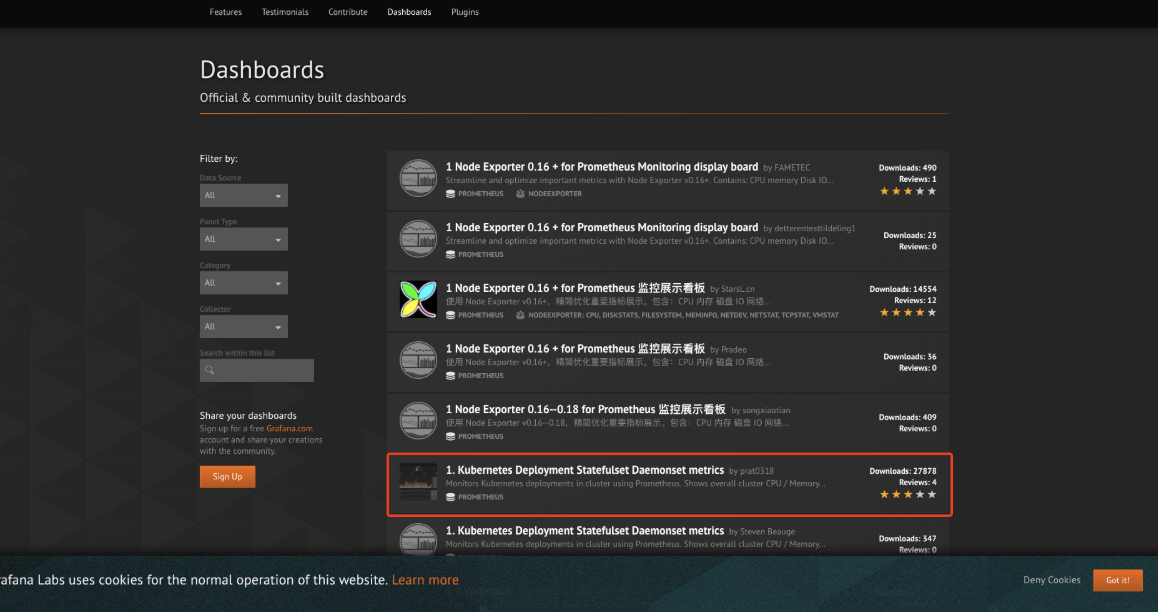 Features Testimonials Contribute Dashboards Plugins
Dashboards
Official & community built dashboards
Filter by:
Data Source
All
Panel Type
All
Category
All
Collector
All
Search within this list
Share your dashboards
Sign up for a free Grafana.com
account and share your creations
with the community.
Sign Up
1 Node Exporter 0.16 + for Prometheus Monitoring display board by FAMETEC
Streamline and optimize important metrics with Node Exporter v0.16+. Contains: CPU memory Disk IO...
PROMETHEUS NODEEXPORTER
Downloads: 490
Reviews: 1
1 Node Exporter 0.16 + for Prometheus Monitoring display board by detterentesttildeling1
Streamline and optimize important metrics with Node Exporter v0.16+. Contains: CPU memory Disk IO...
PROMETHEUS
Downloads: 25
Reviews: 0
1 Node Exporter 0.16 + for Prometheus 监控展示看板 by StarsL.cn
使用 Node Exporter v0.16+，精简优化重要指标展示。包含：CPU 内存 磁盘 IO 网络...
PROMETHEUS NODEEXPORTER: CPU, DISKSTATS, FILESYSTEM, MEMINFO, NETDEV, NETSTAT, TCPSTAT, VMSTAT
Downloads: 14554
Reviews: 12
1 Node Exporter 0.16 + for Prometheus 监控展示看板 by Pradeo
使用 Node Exporter v0.16+，精简优化重要指标展示。包含：CPU 内存 磁盘 IO 网络...
PROMETHEUS
Downloads: 36
Reviews: 0
1 Node Exporter 0.16--0.18 for Prometheus 监控展示看板 by songxiaotian
使用 Node Exporter v0.16--0.18，精简优化重要指标展示。包含：CPU 内存 磁盘 IO 网络...
PROMETHEUS
Downloads: 409
Reviews: 0
1. Kubernetes Deployment Statefulset Daemonset metrics by prat0318
Monitors Kubernetes deployments in cluster using Prometheus. Shows overall cluster CPU / Memory...
PROMETHEUS
Downloads: 27878
Reviews: 4
1. Kubernetes Deployment Statefulset Daemonset metrics by Steven Beauge
Monitors Kubernetes deployments in cluster using Prometheus. Shows overall cluster CPU / Memory...
Downloads: 347
Reviews: 0
rafana Labs uses cookies for the normal operation of this website. Learn more
Deny Cookies
Got it!